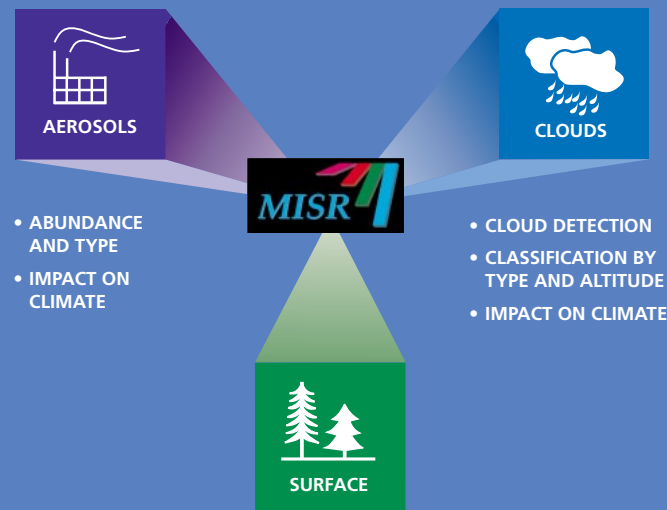 AEROSOLS
CLOUDS
MISR
• ABUNDANCE
AND TYPE
• IMPACT ON
CLIMATE
• CLOUD DETECTION
• CLASSIFICATION BY
TYPE AND ALTITUDE
• IMPACT ON CLIMATE
SURFACE